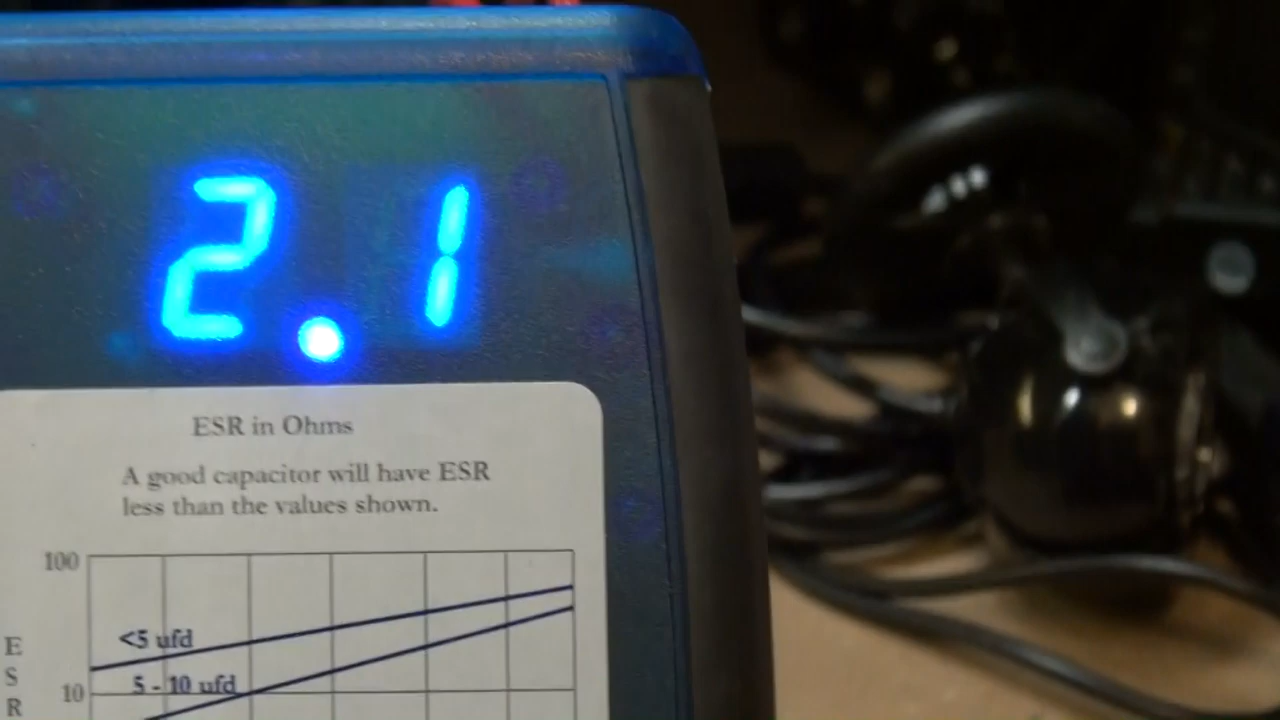 2.1
ESR in Ohms
A good capacitor will have ESR
less than the values shown.
100
<5 ufd
5 - 10 ufd
10
E
S
R